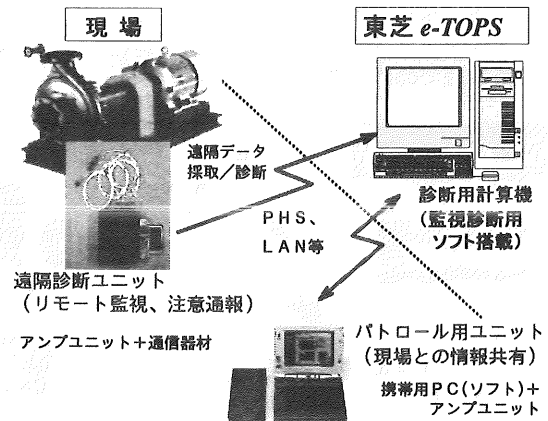 現 場
東芝 e-TOPS
遠隔データ
採取／診断
PHS、
LAN等
診断用計算機
（監視診断用
ソフト搭載）
遠隔診断ユニット
（リモート監視、注意通報）
アンプユニット＋通信器材
パトロール用ユニット
（現場との情報共有）
携帯用PC（ソフト）＋
アンプユニット